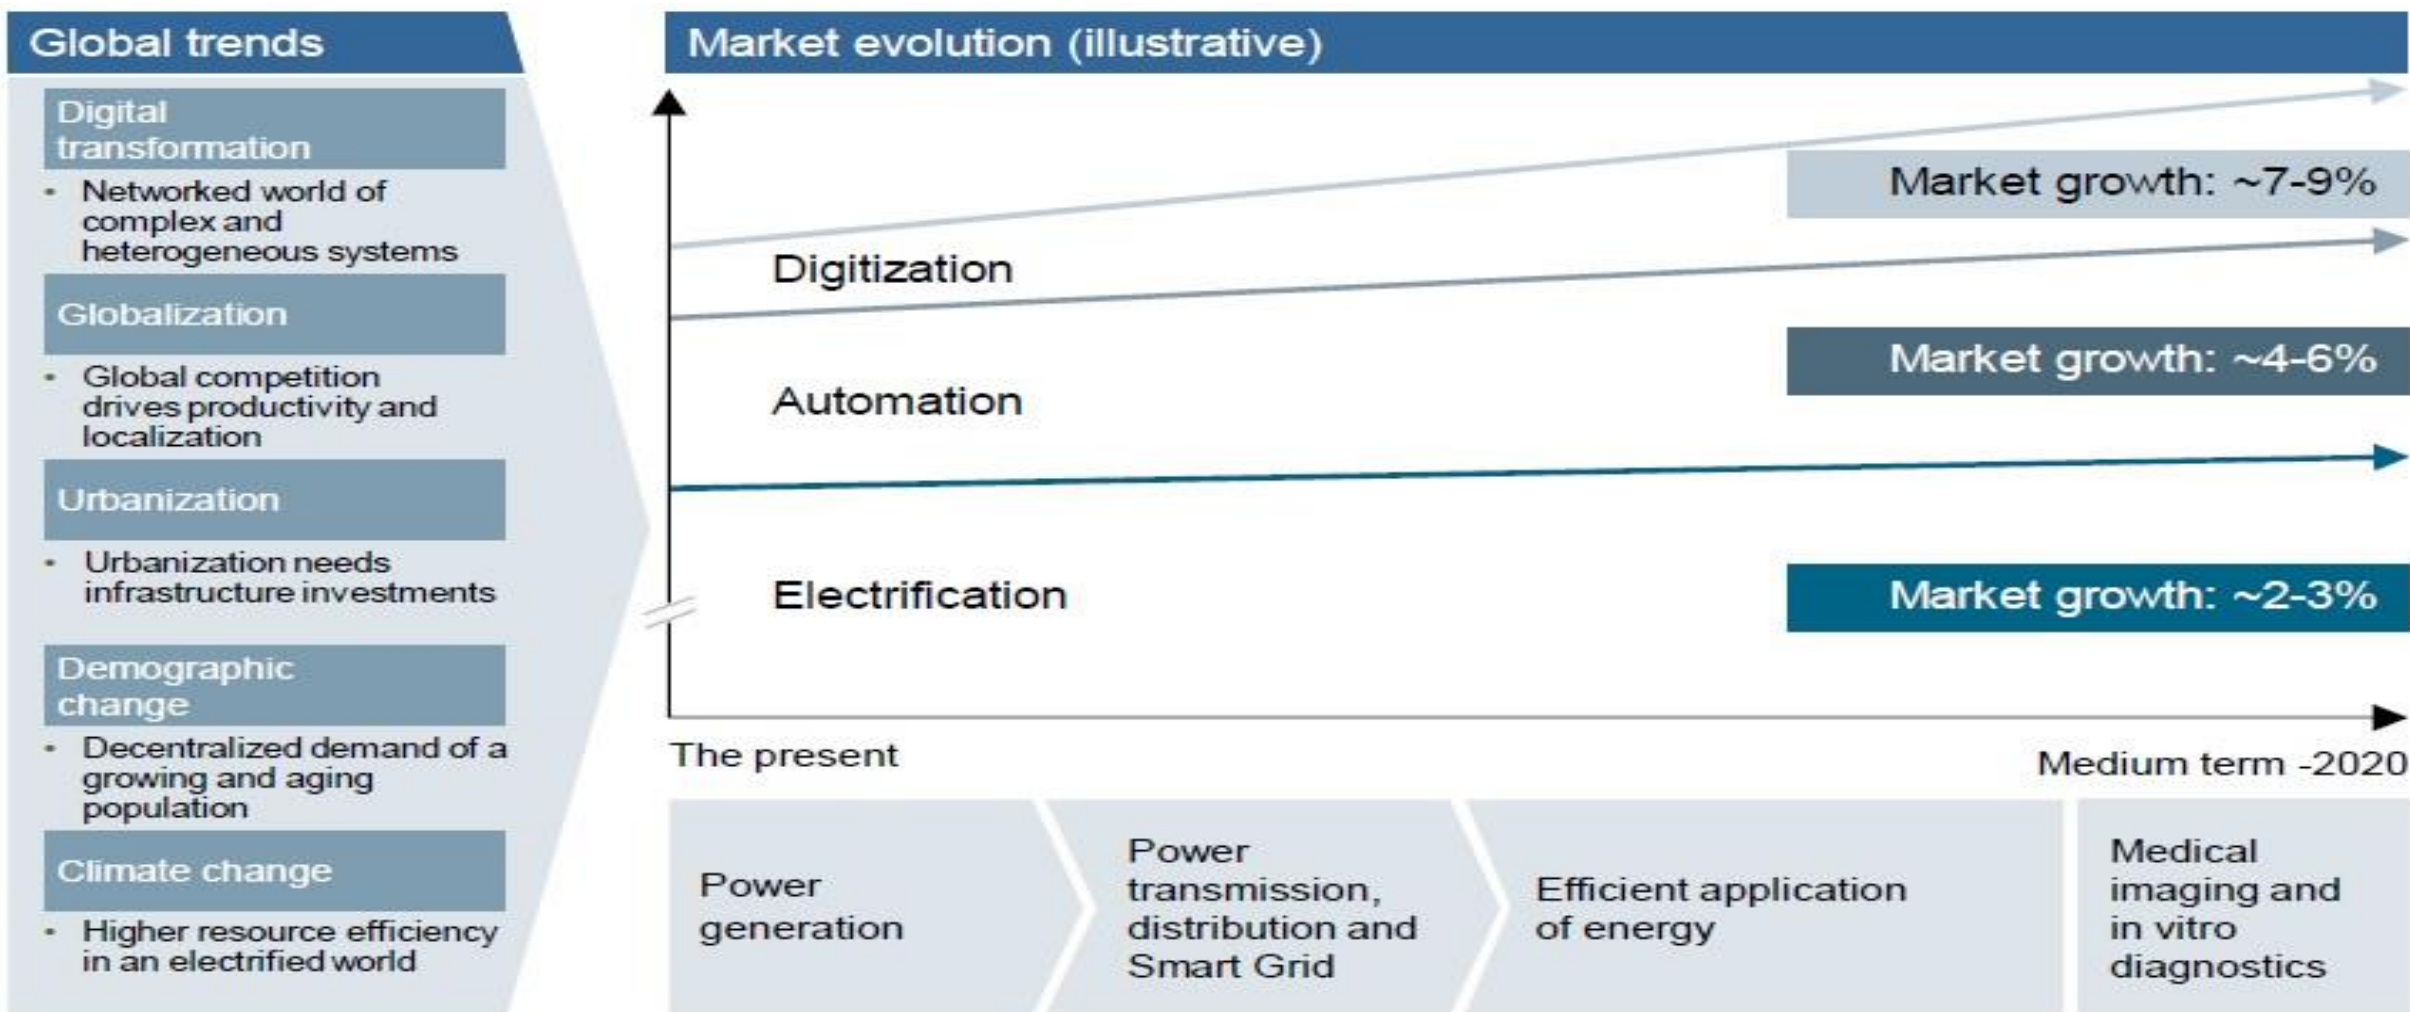 Global trends
Digital
transformation
• Networked world of
complex and
heterogeneous systems
Globalization
• Global competition
drives productivity and
localization
Urbanization
• Urbanization needs
infrastructure investments
Demographic
change
• Decentralized demand of a
growing and aging
population
Climate change
• Higher resource efficiency
in an electrified world
Market evolution (illustrative)
Market growth: ~7-9%
Digitization
Market growth: ~4-6%
Automation
Electrification
Market growth: ~2-3%
The present
Medium term -2020
Power
generation
Power
transmission,
distribution and
Smart Grid
Efficient application
of energy
Medical
imaging and
in vitro
diagnostics